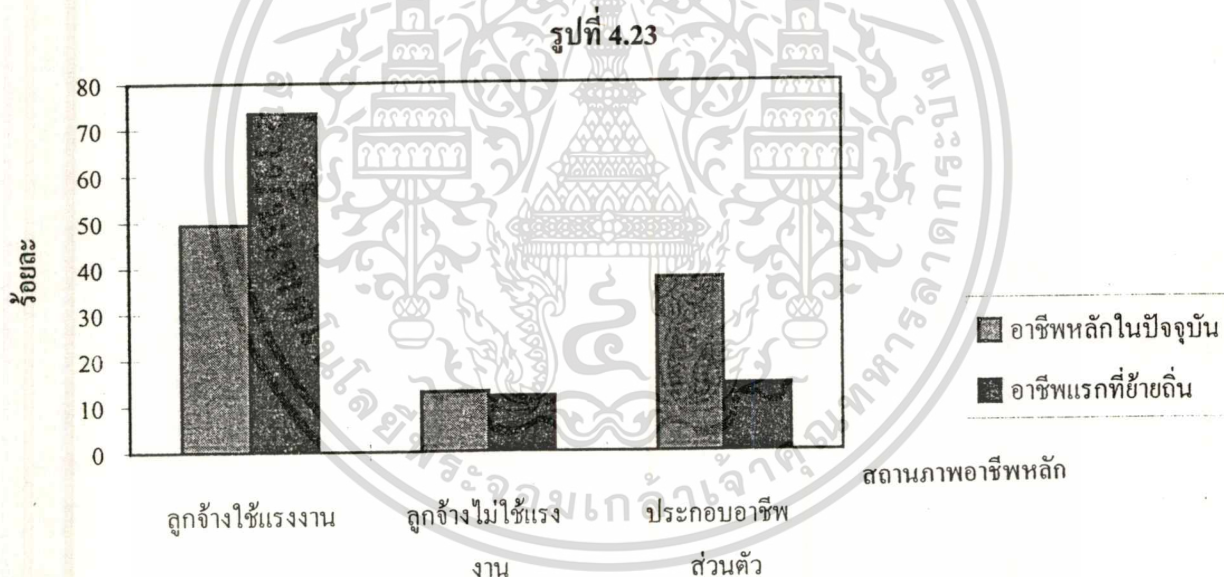 รูปที่ 4.23
ร้อยละ
80
70
60
50
40
30
20
10
0
ลูกจ้างใช้แรงงาน
ลูกจ้างไม่ใช้แรง
งาน
ประกอบอาชีพ
ส่วนตัว
สถานภาพอาชีพหลัก
อาชีพหลักในปัจจุบัน
อาชีพแรกที่ย้ายถิ่น